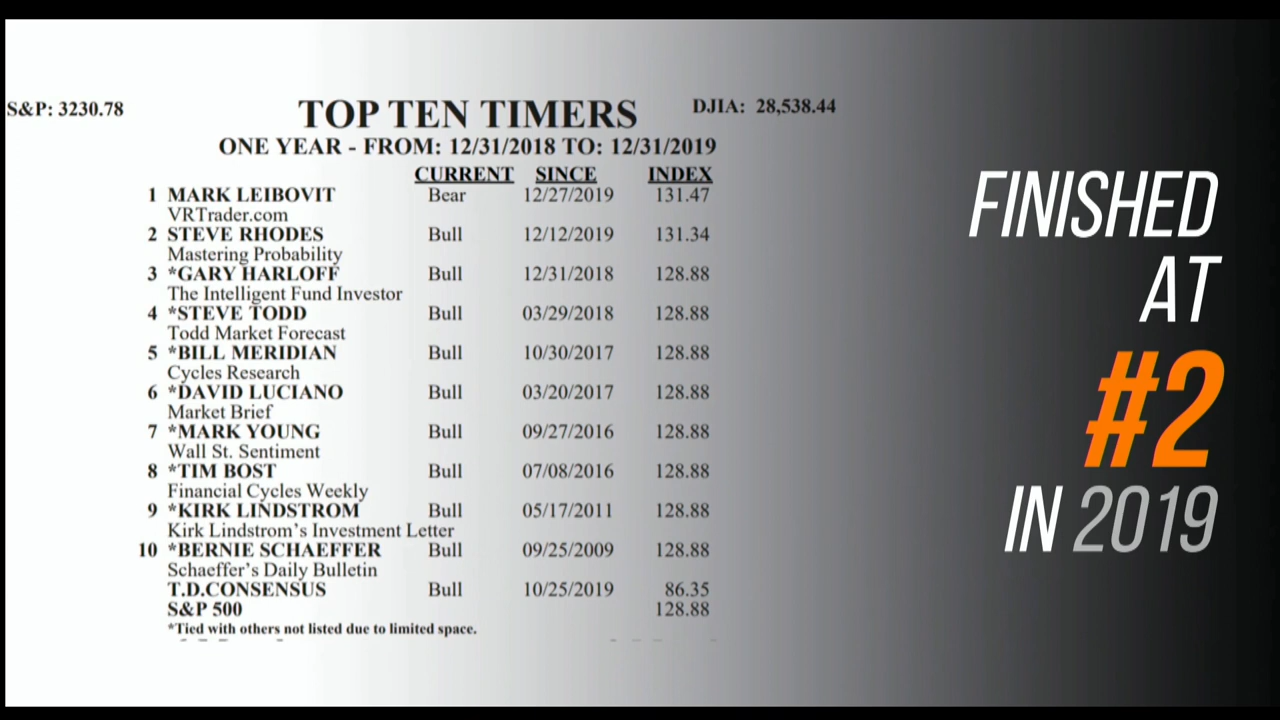 S&P: 3230.78 TOP TEN TIMERS DJIA: 28,538.44
ONE YEAR - FROM: 12/31/2018 TO: 12/31/2019
CURRENT SINCE INDEX
1 MARK LEIBOVIT Bear 12/27/2019 131.47
VRTrader.com
2 STEVE RHODES Bull 12/12/2019 131.34
Mastering Probability
3 *GARY HARLOFF Bull 12/31/2018 128.88
The Intelligent Fund Investor
4 *STEVE TODD Bull 03/29/2018 128.88
Todd Market Forecast
5 *BILL MERIDIAN Bull 10/30/2017 128.88
Cycles Research
6 *DAVID LUCIANO Bull 03/20/2017 128.88
Market Brief
7 *MARK YOUNG Bull 09/27/2016 128.88
Wall St. Sentiment
8 *TIM BOST Bull 07/08/2016 128.88
Financial Cycles Weekly
9 *KIRK LINDSTROM Bull 05/17/2011 128.88
Kirk Lindstrom's Investment Letter
10 *BERNIE SCHAEFFER Bull 09/25/2009 128.88
Schaeffer's Daily Bulletin
T.D.CONSENSUS Bull 10/25/2019 86.35
S&P 500 128.88
*Tied with others not listed due to limited space.
FINISHED
AT
#2
IN 2019